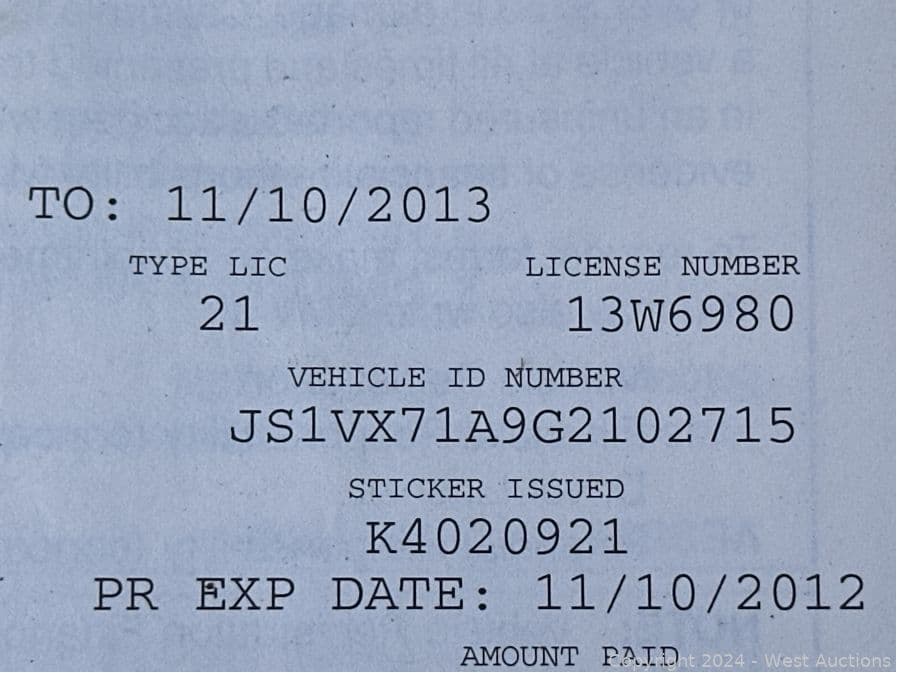 TO: 11/10/2013
TYPE LIC LICENSE NUMBER
21 13W6980
VEHICLE ID NUMBER
JS1VX71A9G2102715
STICKER ISSUED
K4020921
PR EXP DATE: 11/10/2012
AMOUNT PAID
Copyright 2024 - West Auctions